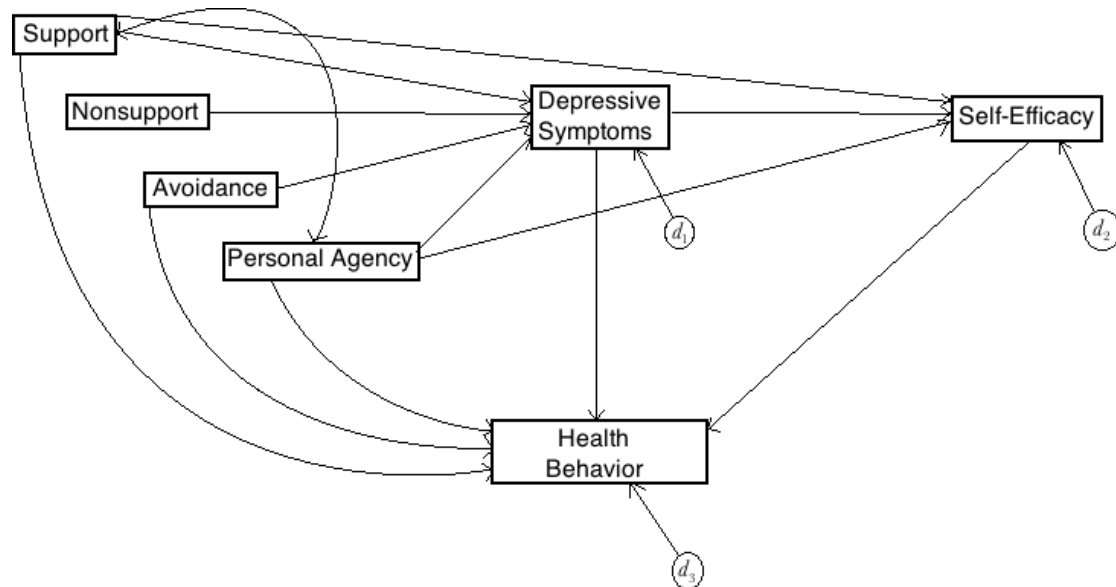 Support
Nonsupport
Avoidance
Personal Agency
Depressive
Symptoms
Self-Efficacy
d₁
d₂
Health
Behavior
d₃